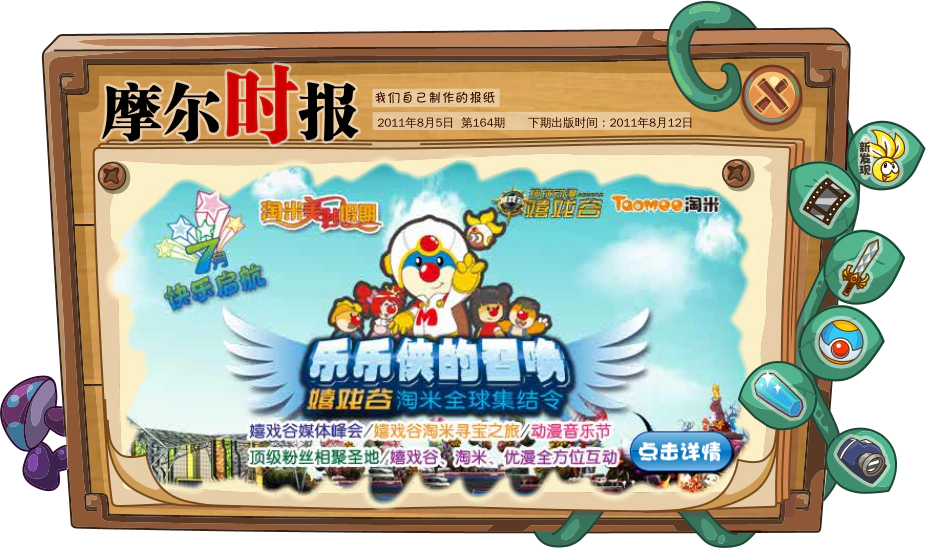 摩尔时报
我们自己制作的报纸
2011年8月5日 第164期 下期出版时间：2011年8月12日
新发现
淘米美利假期
嘻戏谷
Taomee淘米
7月
快乐启航
M
乐乐侠的召唤
嬉戏谷淘米全球集结令
嬉戏谷媒体峰会/嬉戏谷淘米寻宝之旅/动漫音乐节
顶级粉丝相聚圣地/嬉戏谷、淘米、优漫全方位互动
点击详情